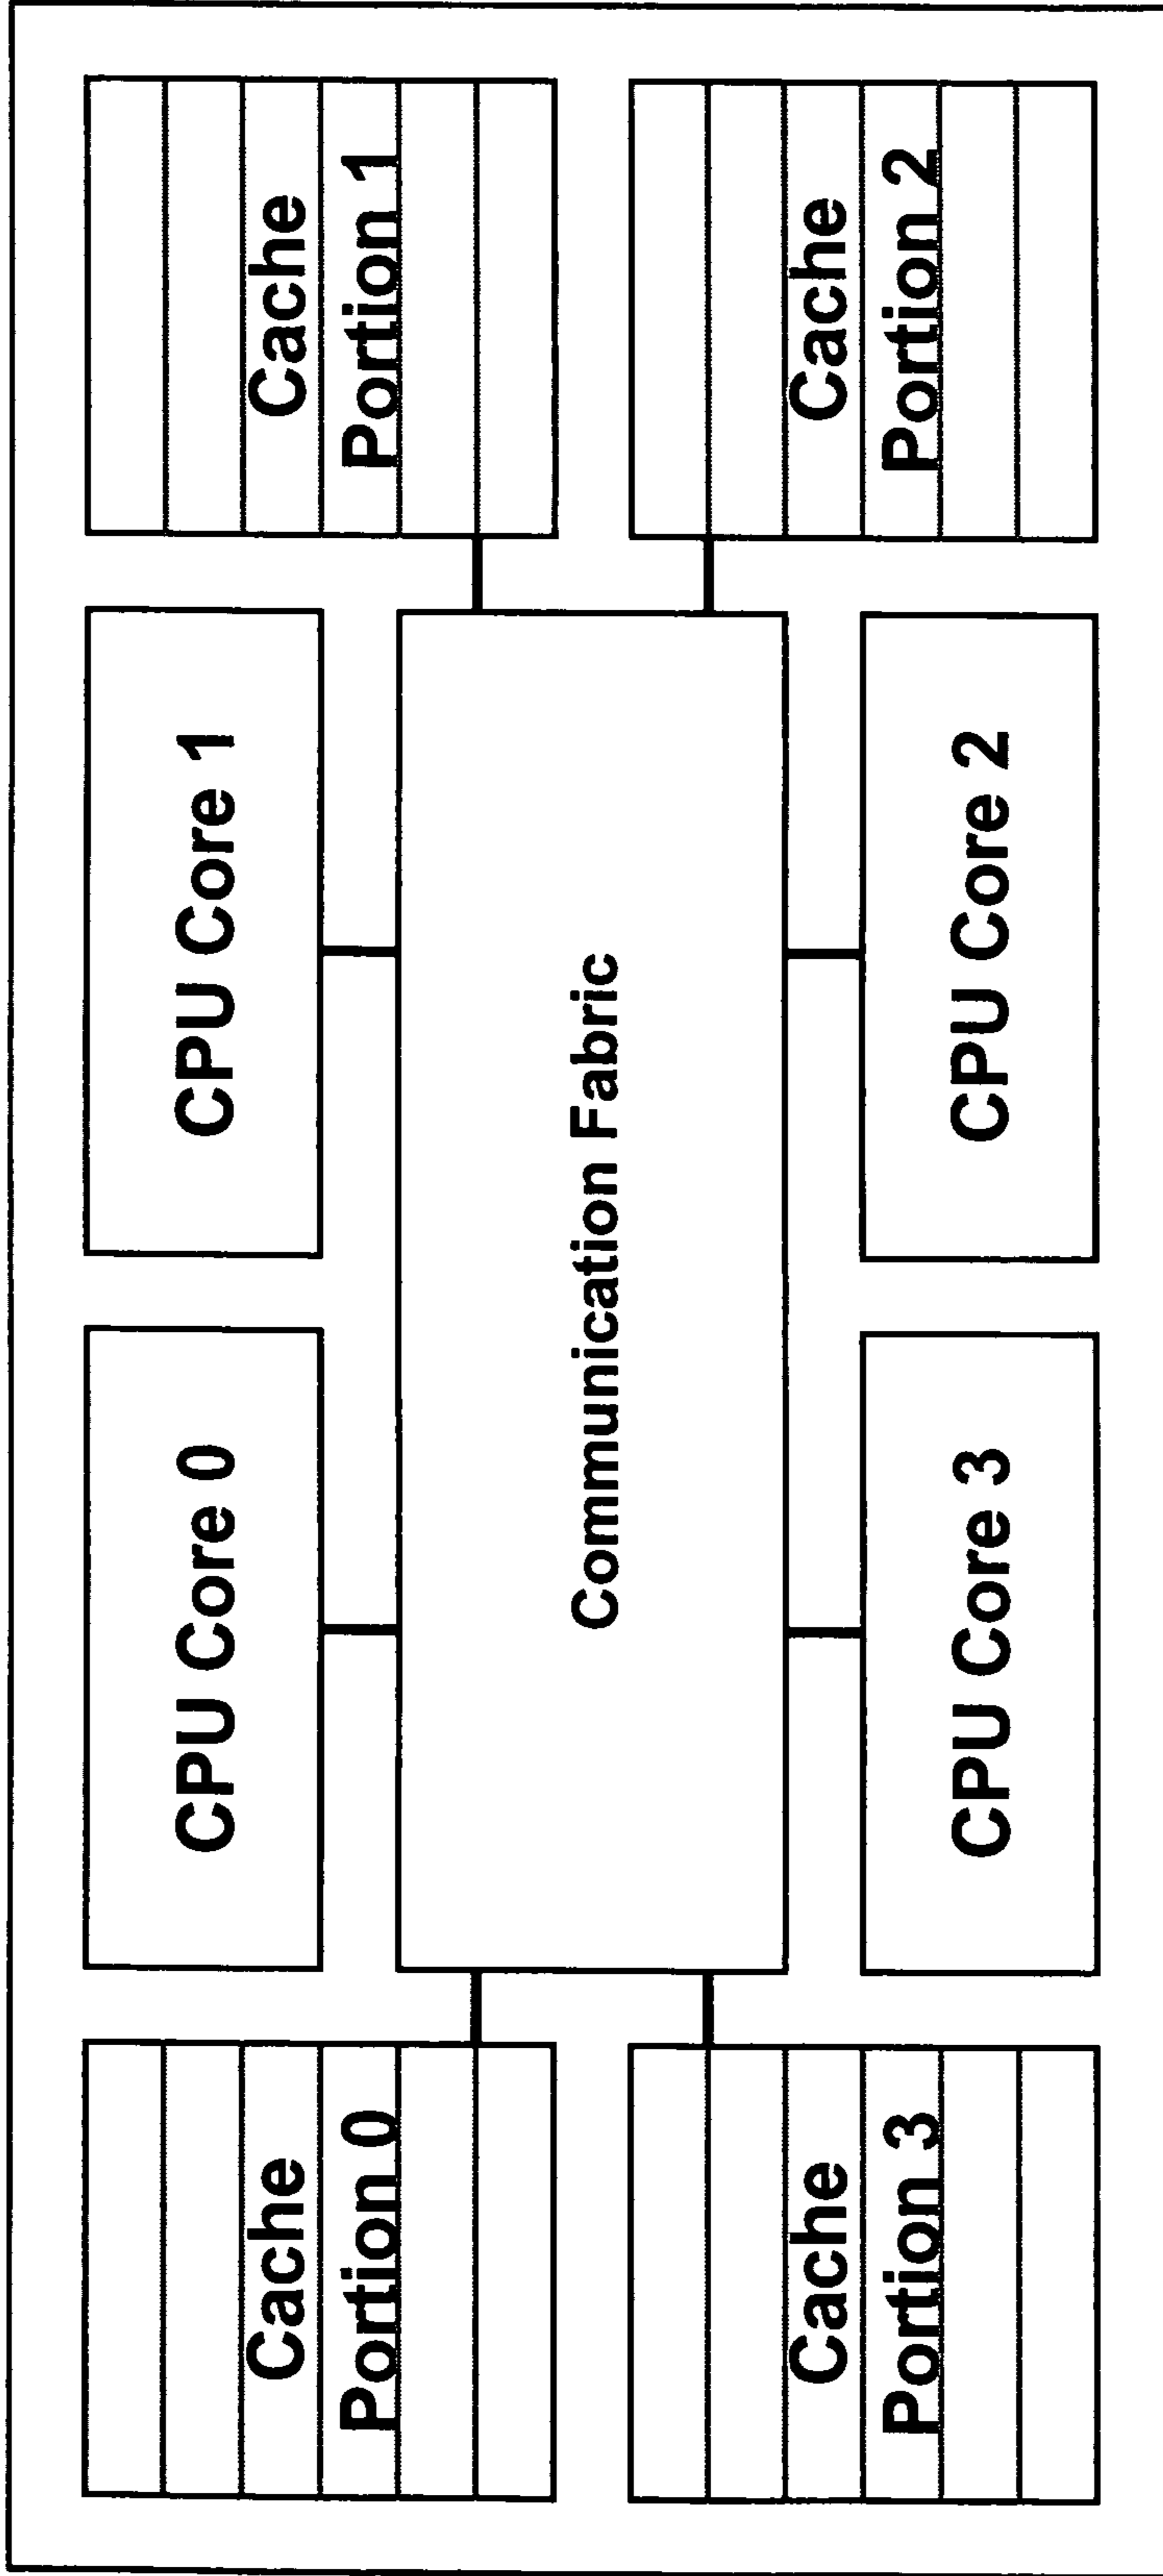 Cache
Portion 0
CPU Core 0
CPU Core 1
Cache
Portion 1
Communication Fabric
Cache
Portion 3
CPU Core 3
CPU Core 2
Cache
Portion 2